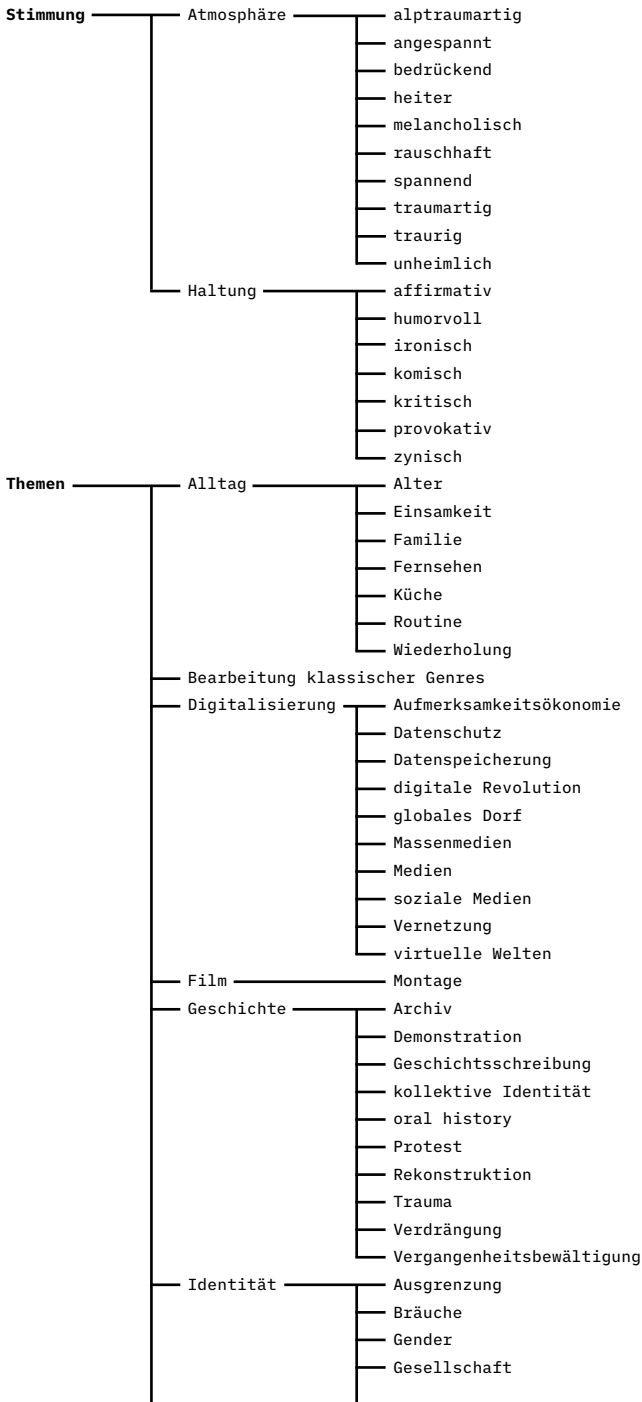 Stimmung Atmosphäre alptraumartig
angespannt
bedrückend
heiter
melancholisch
rauschhaft
spannend
traumartig
traurig
unheimlich
Haltung affirmativ
humorvoll
ironisch
komisch
kritisch
provokativ
zynisch
Themen Alltag Alter
Einsamkeit
Familie
Fernsehen
Küche
Routine
Wiederholung
Bearbeitung klassischer Genres
Digitalisierung Aufmerksamkeitsökonomie
Datenschutz
Datenspeicherung
digitale Revolution
globales Dorf
Massenmedien
Medien
soziale Medien
Vernetzung
virtuelle Welten
Film Montage
Geschichte Archiv
Demonstration
Geschichtsschreibung
kollektive Identität
oral history
Protest
Rekonstruktion
Trauma
Verdrängung
Vergangenheitsbewältigung
Identität Ausgrenzung
Bräuche
Gender
Gesellschaft